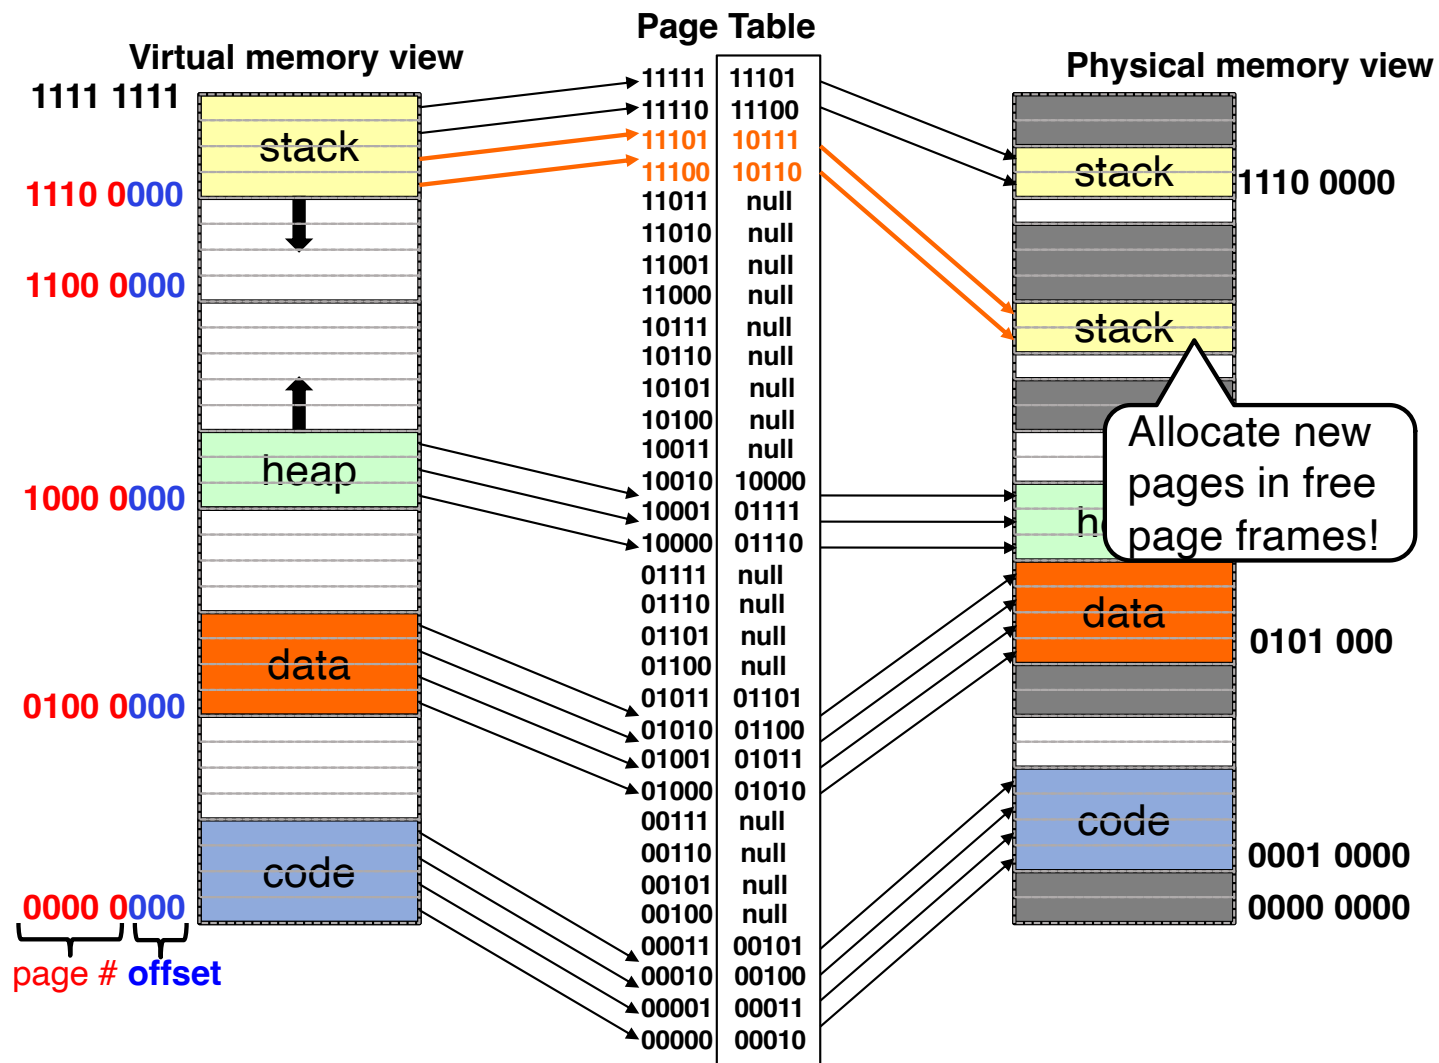 Page Table
Virtual memory view
Physical memory view
1111 1111
1110 0000
1100 0000
1000 0000
0100 0000
0000 0000
page # offset
stack
heap
data
code
11111 11101
11110 11100
11101 10111
11100 10110
11011 null
11010 null
11001 null
11000 null
10111 null
10110 null
10101 null
10100 null
10011 null
10010 10000
10001 01111
10000 01110
01111 null
01110 null
01101 null
01100 null
01011 01101
01010 01100
01001 01011
01000 01010
00111 null
00110 null
00101 null
00100 null
00011 00101
00010 00100
00001 00011
00000 00010
stack
1110 0000
stack
Allocate new
pages in free
page frames!
h
data
0101 000
code
0001 0000
0000 0000